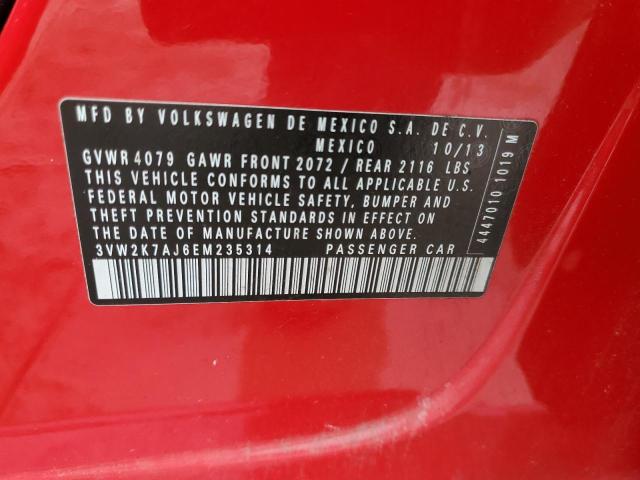 MFD BY VOLKSWAGEN DE MEXICO S.A. DE C.V.
MEXICO 10/13
GVWR 4079 GAWR FRONT 2072 / REAR 2116 LBS
THIS VEHICLE CONFORMS TO ALL APPLICABLE U.S.
FEDERAL MOTOR VEHICLE SAFETY, BUMPER AND
THEFT PREVENTION STANDARDS IN EFFECT ON
THE DATE OF MANUFACTURE SHOWN ABOVE.
3VW2K7AJ6EM235314 PASSENGER CAR
4447010 1019 M